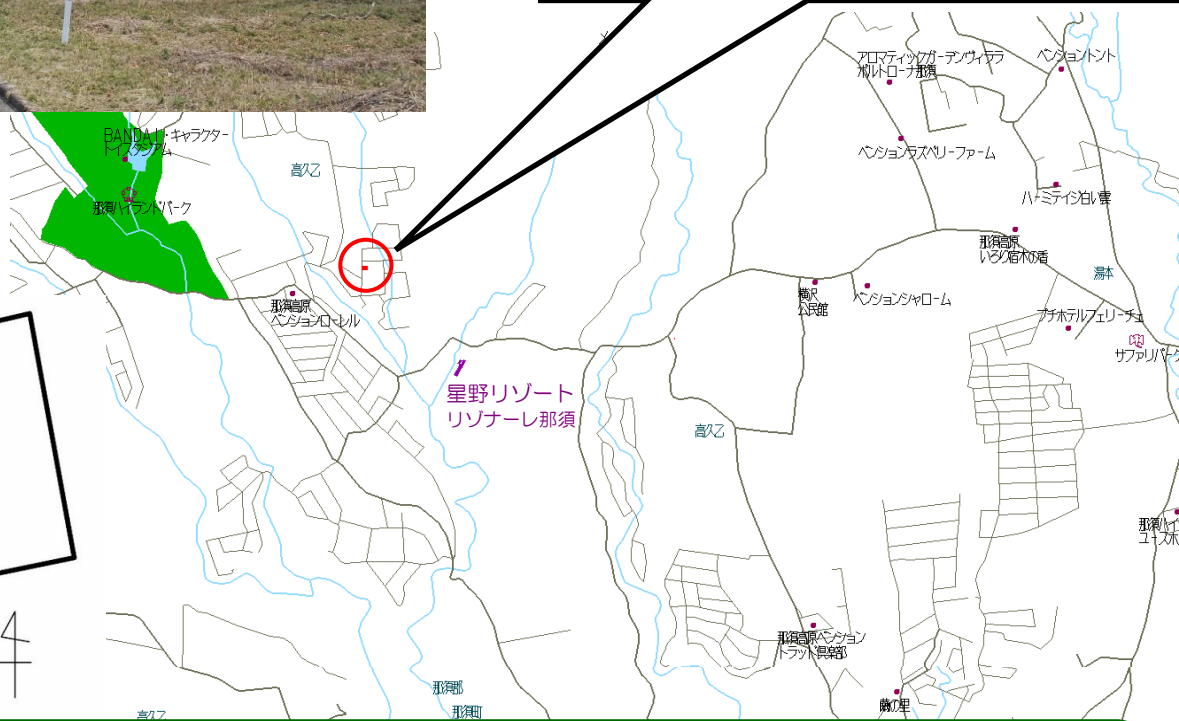 アロマティックガーデンヴィララ
ボルトローナ那須
ペンショントント
BANDAI・キャラクター
トイスタジアム
高久乙
ペンションラズベリーファーム
那須ハイランドパーク
ハーミテイジ白い雲
那須高原
いろり宿木の香
湯本
那須高原
ペンションローレル
横沢
公民館
ペンションシャローム
プチホテルフェリーチェ
サファリパーク
星野リゾート
リゾナーレ那須
高久乙
那須ハイ
ユースホ
那須高原ペンション
トラッド倶楽部
那須郡
那須町
高久乙